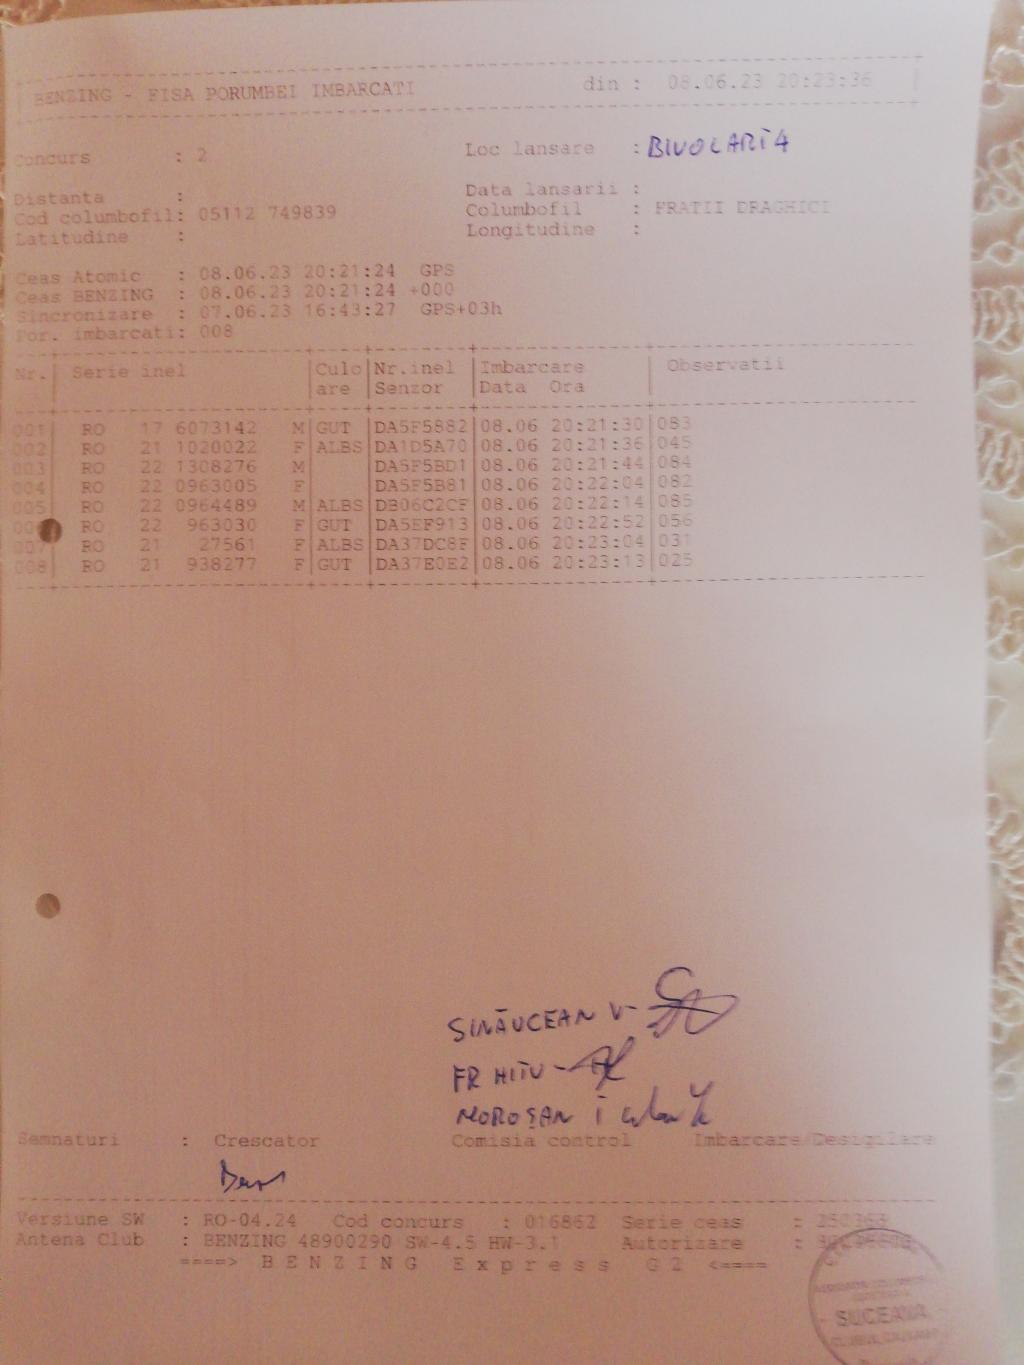 BENZING - FISA PORUMBEI IMBARCATI din : 08.06.23 20:23:36
Concurs : 2 Loc lansare : BIVOLARI 4
Distanta : Data lansarii :
Cod columbofil: 05112 749839 Columbofil : FRATII DRAGHICI
Latitudine : Longitudine :
Ceas Atomic : 08.06.23 20:21:24 GPS
Ceas BENZING : 08.06.23 20:21:24 +000
Sincronizare : 07.06.23 16:43:27 GPS+03h
Por. imbarcati: 008
Nr. Serie inel Culo Nr.inel Imbarcare Observatii
are Senzor Data Ora
001 RO 17 6073142 M GUT DA5F5882 08.06 20:21:30 083
002 RO 21 1020022 F ALBS DA1D5A70 08.06 20:21:36 045
003 RO 22 1308276 M DA5F5BD1 08.06 20:21:44 084
004 RO 22 0963005 F DA5F5B81 08.06 20:22:04 082
005 RO 22 0964489 M ALBS DB06C2CF 08.06 20:22:14 085
RO 22 963030 F GUT DA5EF913 08.06 20:22:52 056
007 RO 21 27561 F ALBS DA37DC8F 08.06 20:23:04 031
008 RO 21 938277 F GUT DA37E0E2 08.06 20:23:13 025
SINĂUCEAN V-
FR HITU -
MOROȘAN I
Semnaturi : Crescator Comisia control Imbarcare/Desigilare
Versiune SW : RO-04.24 Cod concurs : 016862 Serie ceas :
Antena Club : BENZING 48900290 SW-4.5 HW-3.1 Autorizare :
====> BENZING Express G2 <====
SUCEAVA